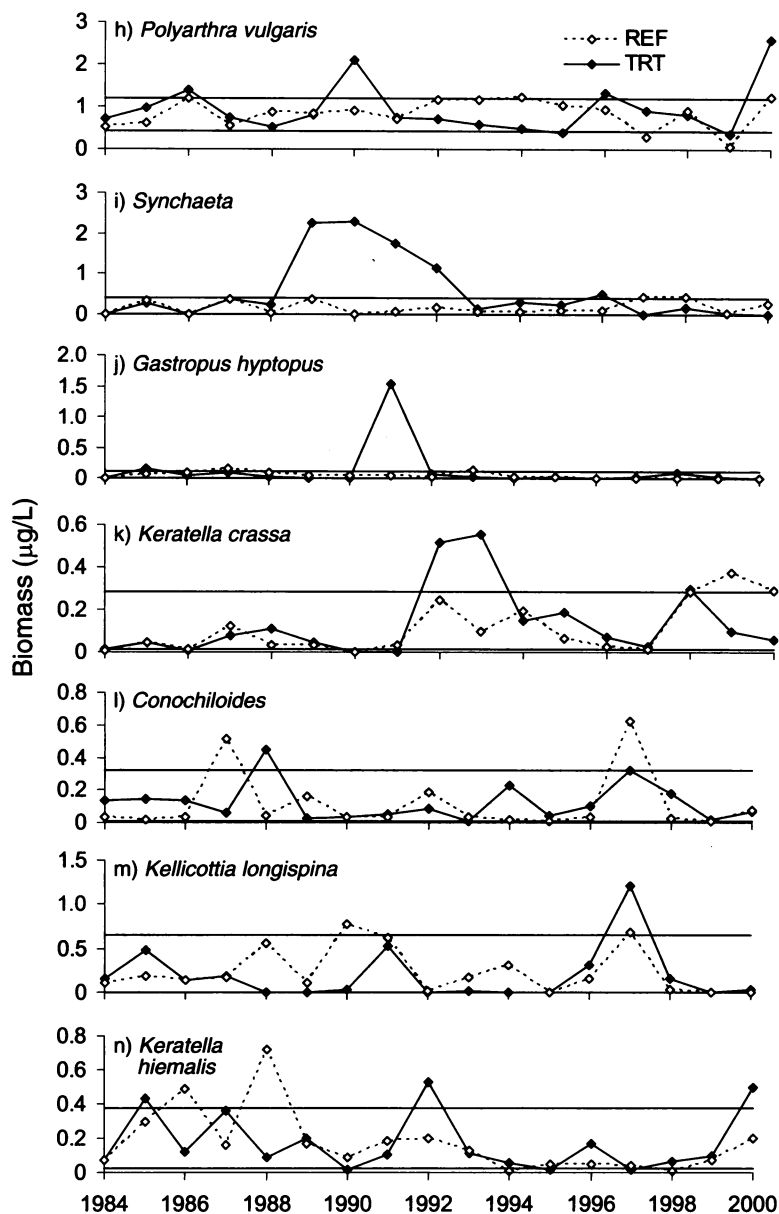 Biomass (µg/L)
h) Polyarthra vulgaris
REF
TRT
3
2
1
0
i) Synchaeta
3
2
1
0
j) Gastropus hyptopus
2.0
1.5
1.0
0.5
0
k) Keratella crassa
0.6
0.4
0.2
0
l) Conochiloides
0.8
0.6
0.4
0.2
0
m) Kellicottia longispina
1.5
1.0
0.5
0
n) Keratella
hiemalis
0.8
0.6
0.4
0.2
0
1984 1986 1988 1990 1992 1994 1996 1998 2000